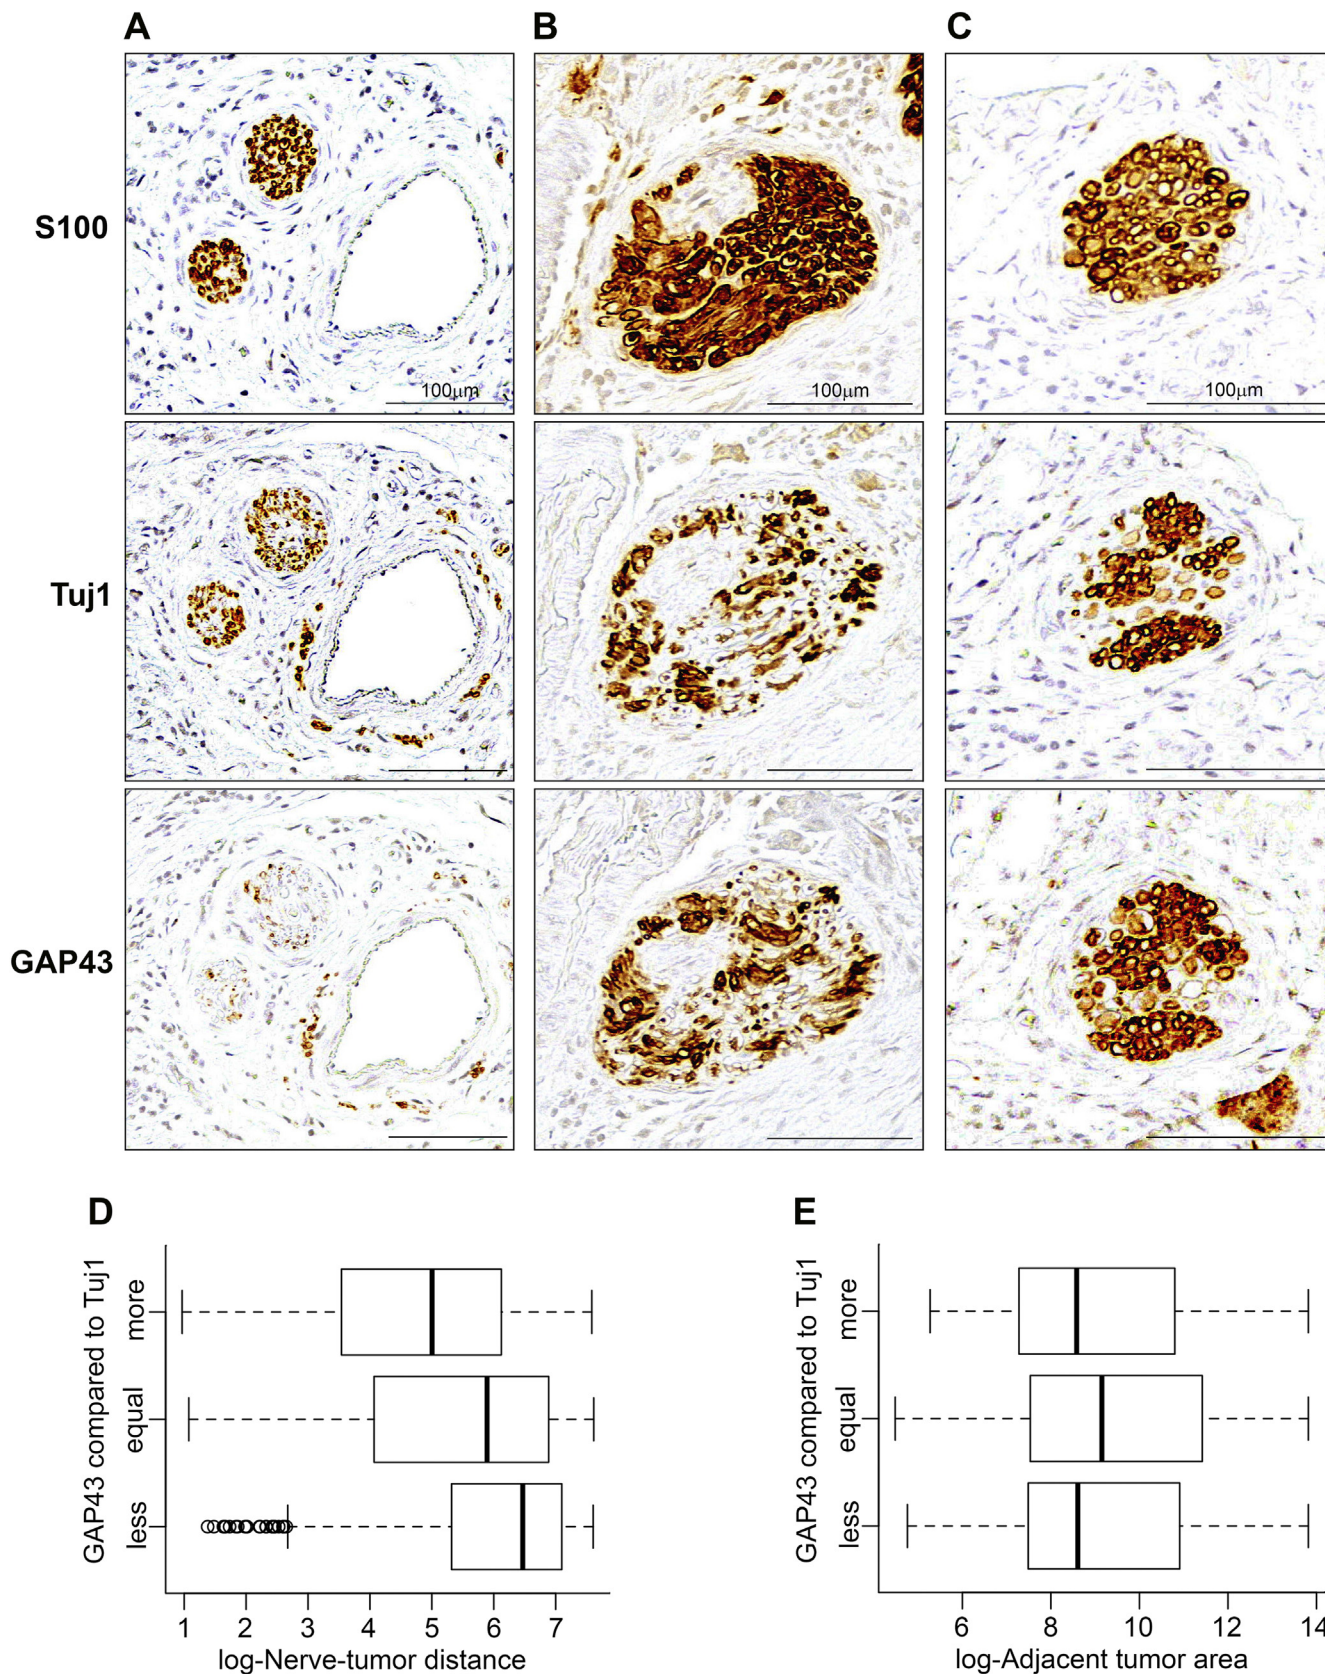 A B C
S100
100μm 100μm 100μm
Tuj1
GAP43
D
GAP43 compared to Tuj1
more
equal
less
1 2 3 4 5 6 7
log-Nerve-tumor distance
E
GAP43 compared to Tuj1
more
equal
less
6 8 10 12 14
log-Adjacent tumor area